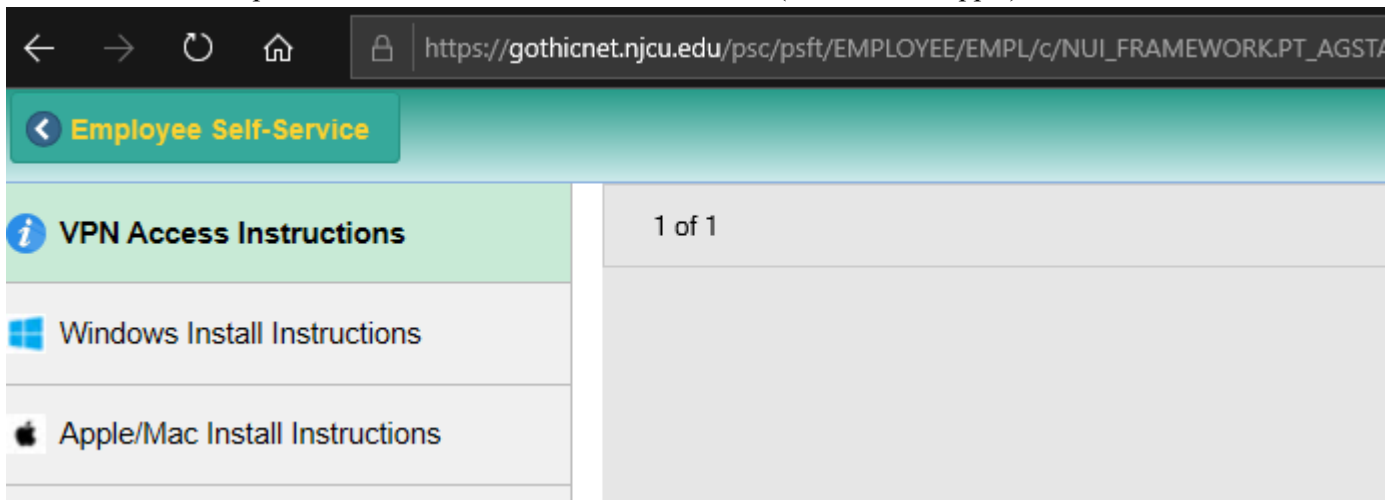 https://gothicnet.njcu.edu/psc/psft/EMPLOYEE/EMPL/c/NUI_FRAMEWORK.PT_AGSTA
Employee Self-Service
VPN Access Instructions
1 of 1
Windows Install Instructions
Apple/Mac Install Instructions